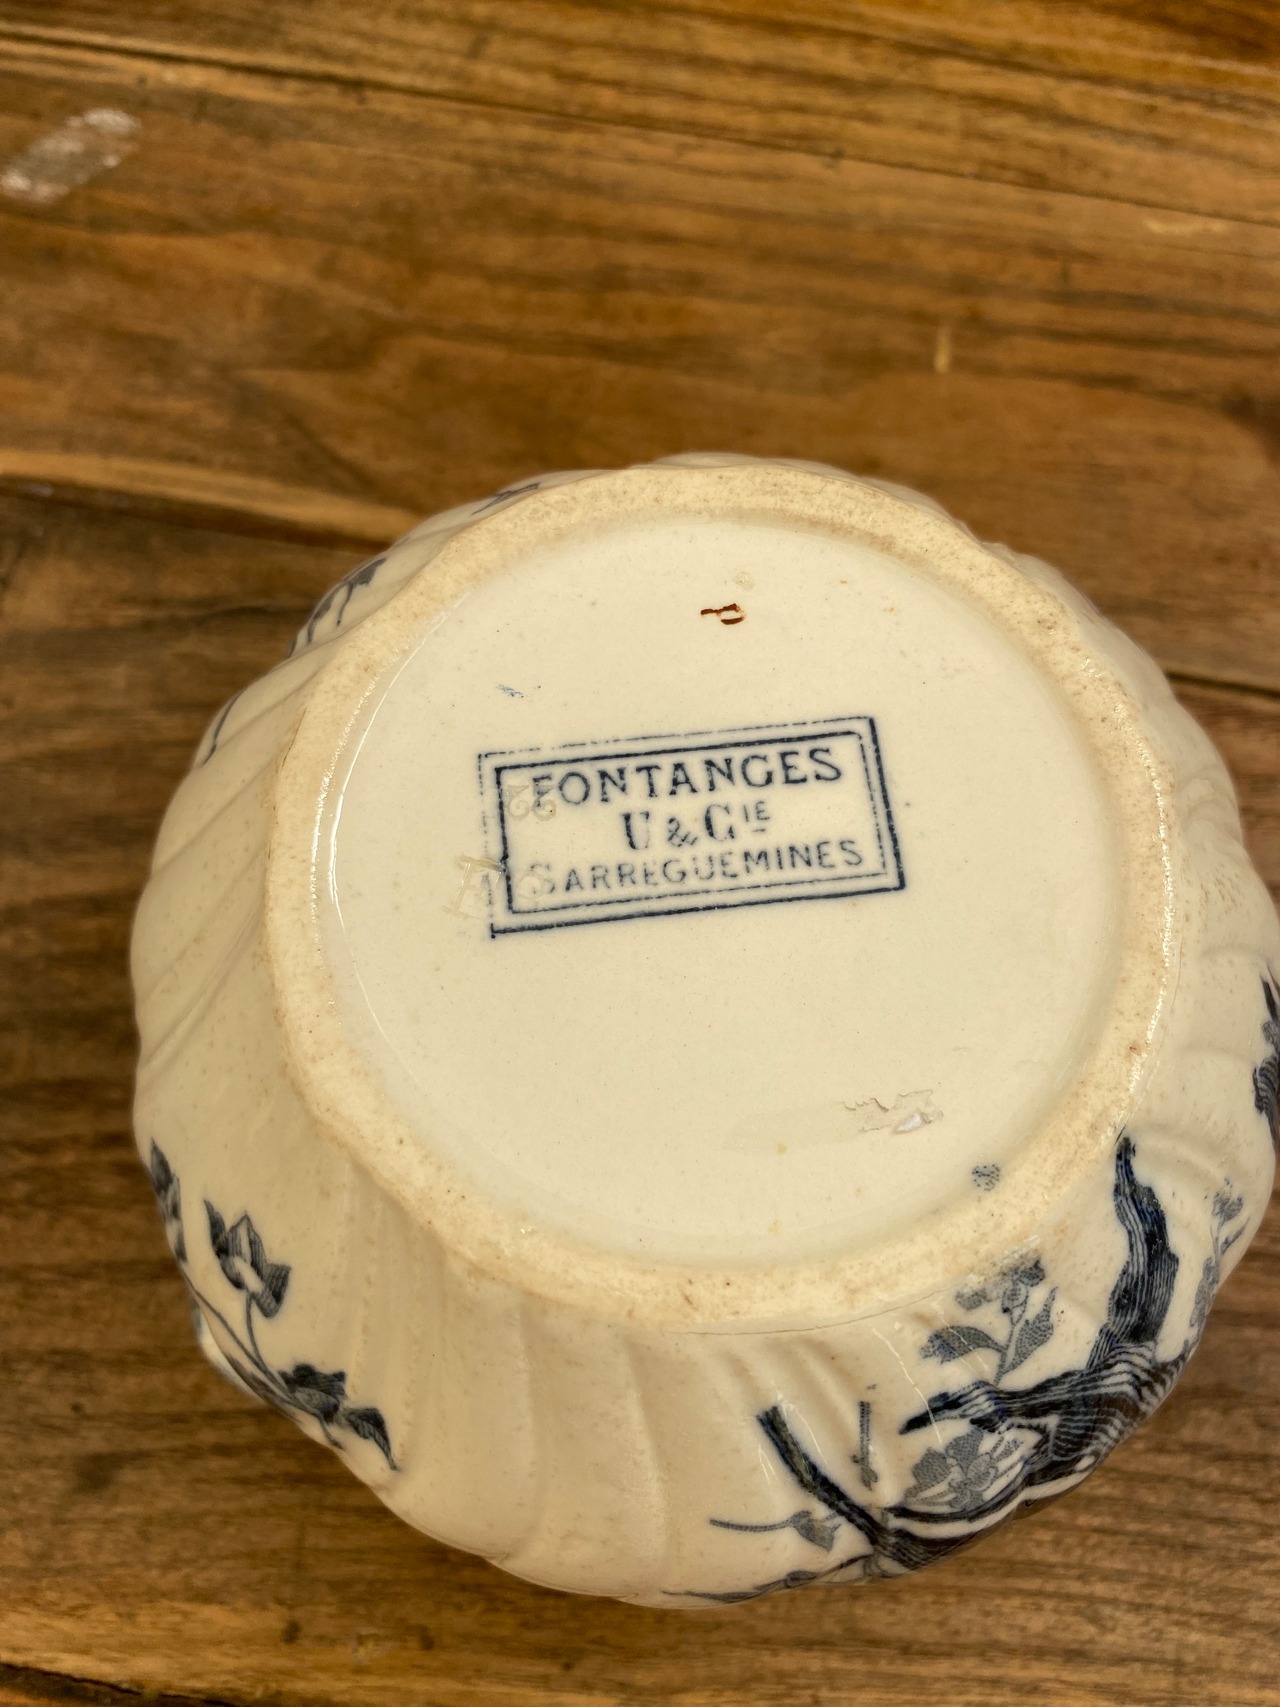 P
FONTANGES
U & CIE
SARREGUEMINES